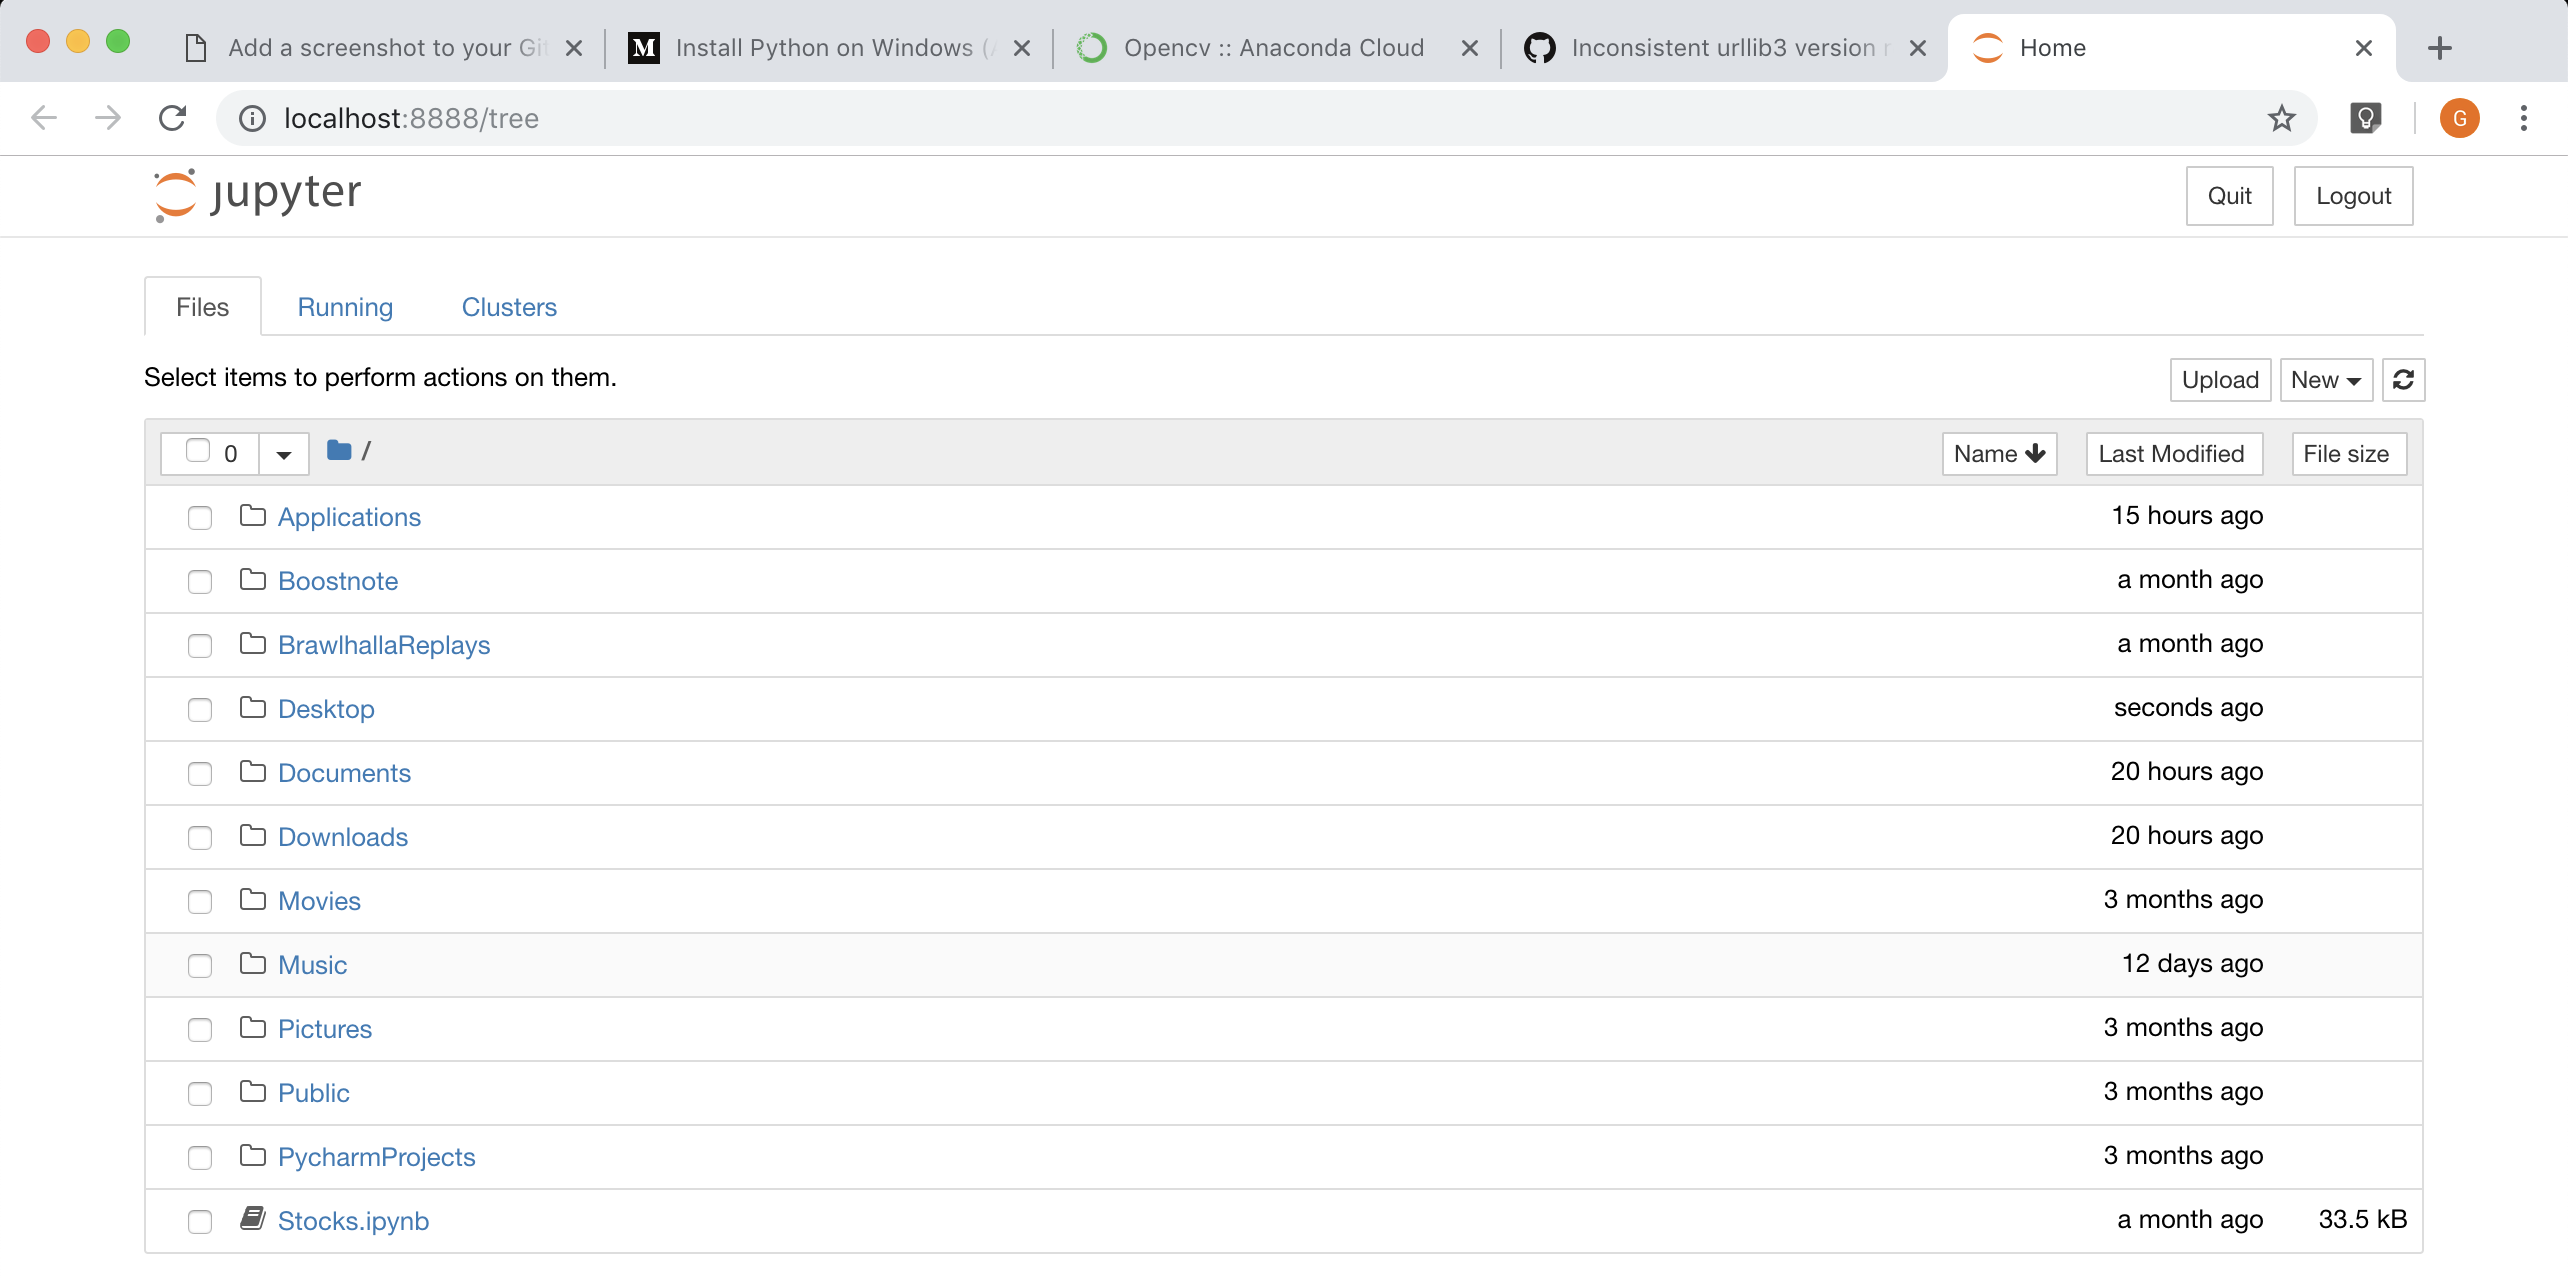 Add a screenshot to your Git
Install Python on Windows (
Opencv :: Anaconda Cloud
Inconsistent urllib3 version
Home
localhost:8888/tree
G
jupyter
Quit
Logout
Files
Running
Clusters
Select items to perform actions on them.
Upload
New
0
/
Name
Last Modified
File size
Applications
15 hours ago
Boostnote
a month ago
BrawlhallaReplays
a month ago
Desktop
seconds ago
Documents
20 hours ago
Downloads
20 hours ago
Movies
3 months ago
Music
12 days ago
Pictures
3 months ago
Public
3 months ago
PycharmProjects
3 months ago
Stocks.ipynb
a month ago
33.5 kB